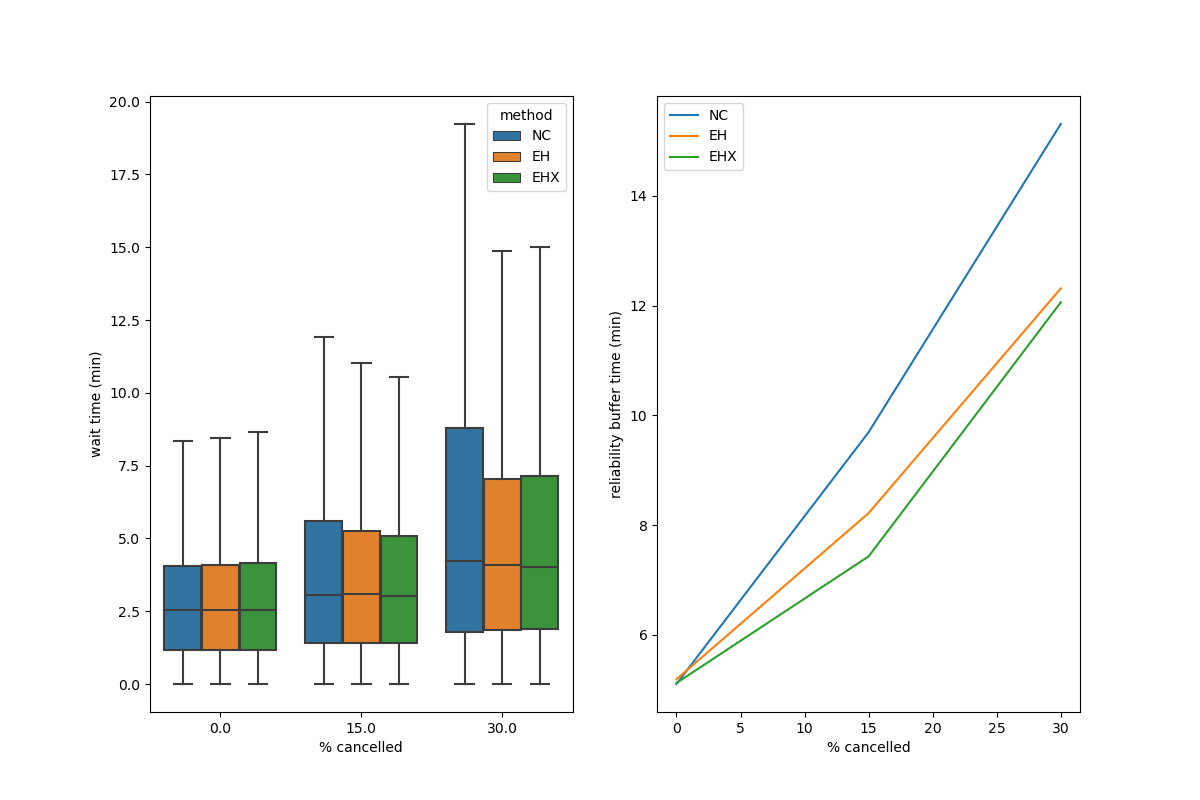 20.0
17.5
15.0
12.5
10.0
7.5
5.0
2.5
0.0
wait time (min)
method
NC
EH
EHX
0.0 15.0 30.0
% cancelled
14
12
10
8
6
reliability buffer time (min)
NC
EH
EHX
0 5 10 15 20 25 30
% cancelled